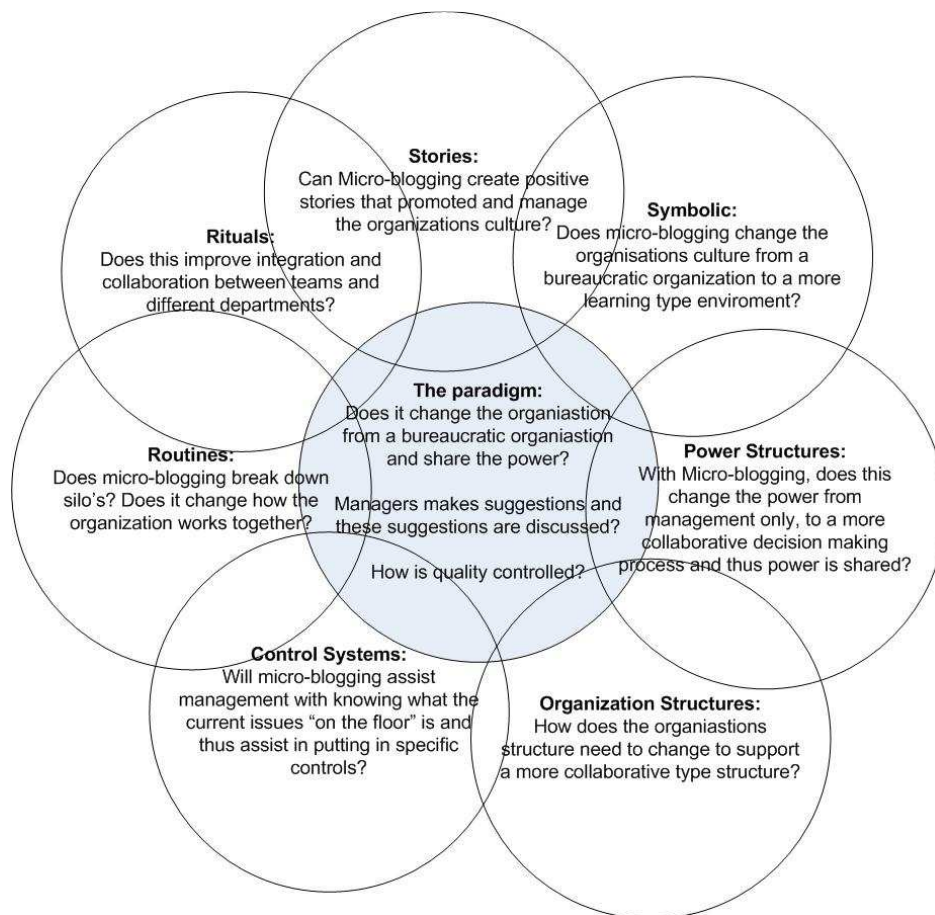 Stories:
Can Micro-blogging create positive
stories that promoted and manage
the organizations culture?
Symbolic:
Does micro-blogging change the
organisations culture from a
bureaucratic organization to a more
learning type enviroment?
Rituals:
Does this improve integration and
collaboration between teams and
different departments?
The paradigm:
Does it change the organiastion
from a bureaucratic organiastion
and share the power?
Managers makes suggestions and
these suggestions are discussed?
How is quality controlled?
Routines:
Does micro-blogging break down
silo's? Does it change how the
organization works together?
Power Structures:
With Micro-blogging, does this
change the power from
management only, to a more
collaborative decision making
process and thus power is shared?
Control Systems:
Will micro-blogging assist
management with knowing what the
current issues “on the floor” is and
thus assist in putting in specific
controls?
Organization Structures:
How does the organiastions
structure need to change to support
a more collaborative type structure?